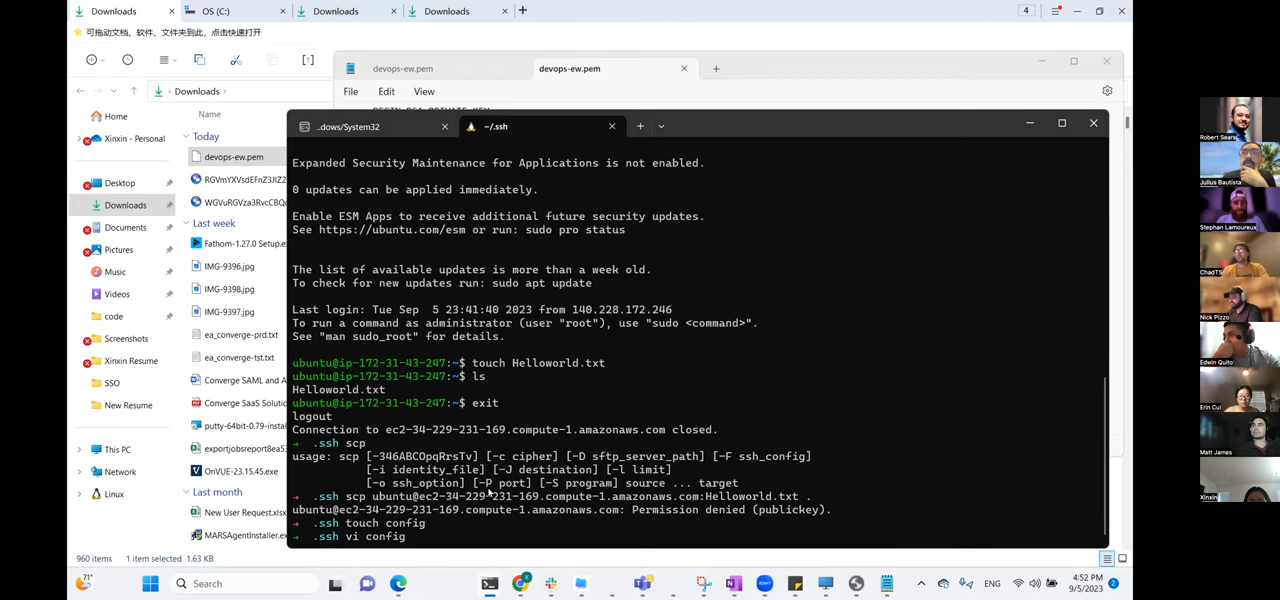 Downloads
OS (C:)
Downloads
Downloads
4
可拖动文档、软件、文件夹到此，点击快速打开
Downloads
Home
Xinxin - Personal
Desktop
Downloads
Documents
Pictures
Music
Videos
code
Screenshots
Xinxin Resume
SSO
New Resume
This PC
Network
Linux
Name
Today
devops-ew.pem
RGVmYXVsdEFnZ3JlZ2
WGVuRGVza3RvcC
Last week
Fathom-1.27.0 Setup.ex
IMG-9396.jpg
IMG-9398.jpg
IMG-9397.jpg
ea_converge-prd.txt
ea_converge-tst.txt
Converge SAML and A
Converge SaaS Solutio
putty-64bit-0.79-instal
exportjobsreport8ea53
OnVUE-23.15.45.exe
Last month
New User Request.xlsx
MARSAgentInstaller.ex
960 items
1 item selected 1.63 KB
devops-ew.pem
devops-ew.pem
File Edit View
..dows/System32
~/.ssh
Expanded Security Maintenance for Applications is not enabled.
0 updates can be applied immediately.
Enable ESM Apps to receive additional future security updates.
See https://ubuntu.com/esm or run: sudo pro status
The list of available updates is more than a week old.
To check for new updates run: sudo apt update
Last login: Tue Sep  5 23:41:40 2023 from 140.228.172.246
To run a command as administrator (user "root"), use "sudo <command>".
See "man sudo_root" for details.
ubuntu@ip-172-31-43-247:~$ touch Helloworld.txt
ubuntu@ip-172-31-43-247:~$ ls
Helloworld.txt
ubuntu@ip-172-31-43-247:~$ exit
logout
Connection to ec2-34-229-231-169.compute-1.amazonaws.com closed.
→ .ssh scp
usage: scp [-346ABCOpqRrsTv] [-c cipher] [-D sftp_server_path] [-F ssh_config]
[-i identity_file] [-J destination] [-l limit]
[-o ssh_option] [-P port] [-S program] source ... target
→ .ssh scp ubuntu@ec2-34-229-231-169.compute-1.amazonaws.com:Helloworld.txt .
ubuntu@ec2-34-229-231-169.compute-1.amazonaws.com: Permission denied (publickey).
→ .ssh touch config
→ .ssh vi config
Search
ENG
4:52 PM
9/5/2023
2
Robert Sears
Julius Bautista
Stephan Lamoureux
ChadTS
Nick Pizzo
Edwin Quito
Erin Cui
Matt James
Xinxin